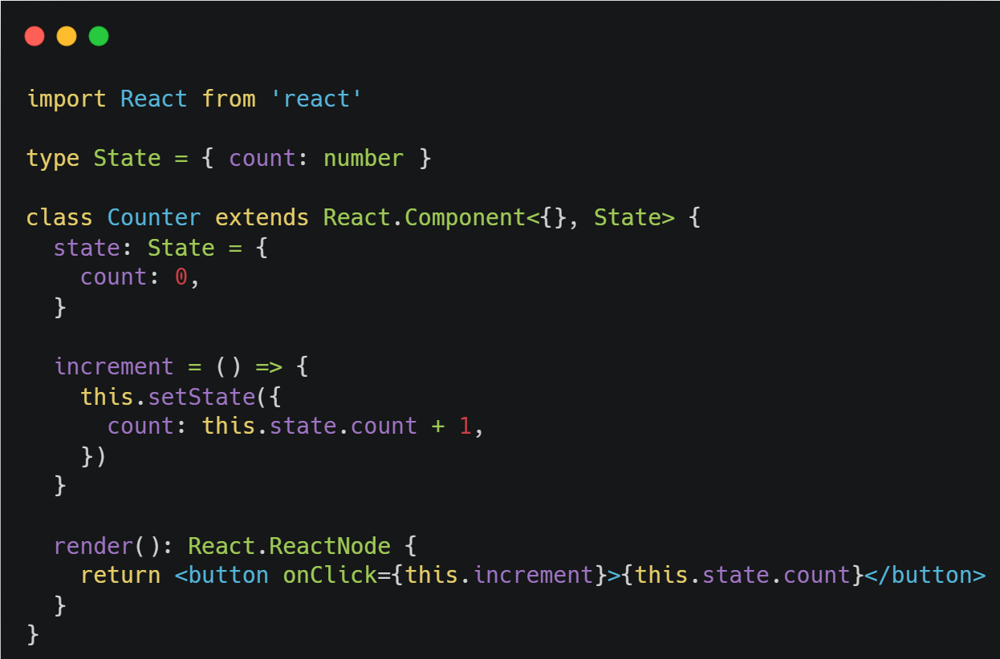 import React from 'react'

type State = { count: number }

class Counter extends React.Component<{}, State> {
  state: State = {
    count: 0,
  }

  increment = () => {
    this.setState({
      count: this.state.count + 1,
    })
  }

  render(): React.ReactNode {
    return <button onClick={this.increment}>{this.state.count}</button>
  }
}